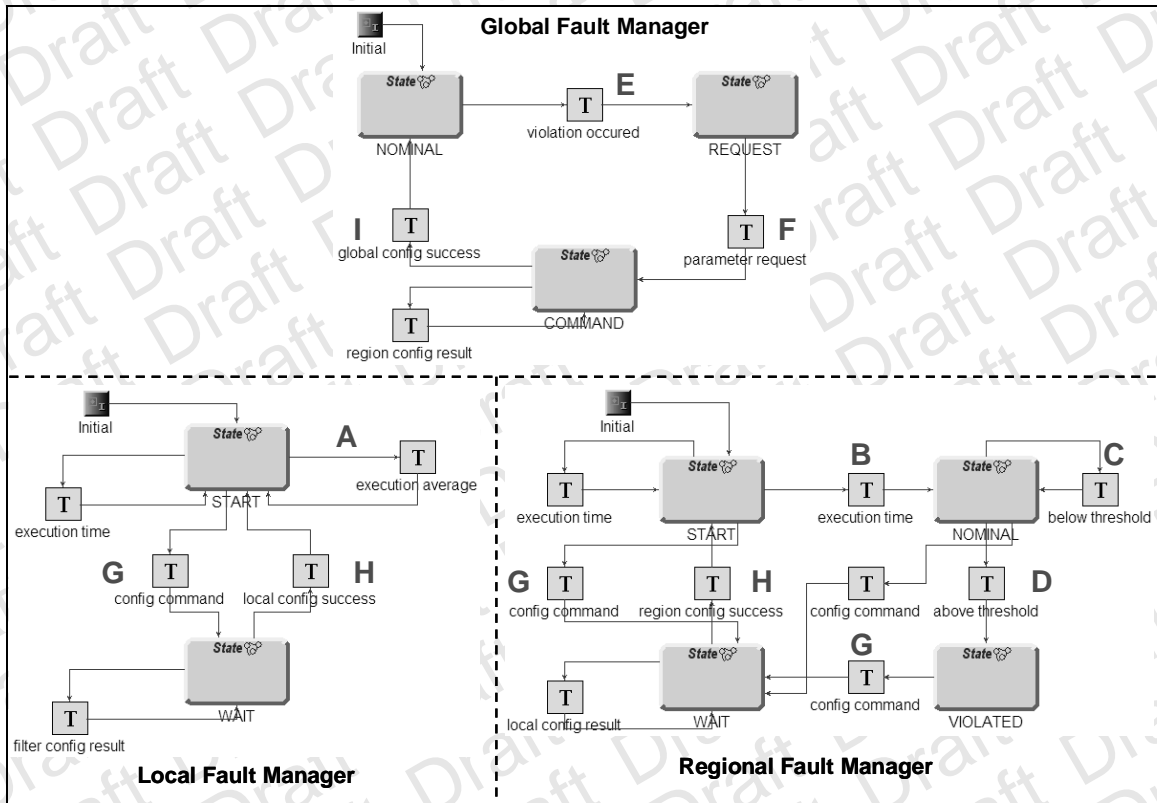 Global Fault Manager
Initial
State
NOMINAL
T
E
violation occured
State
REQUEST
I
T
global config success
T
F
parameter request
State
COMMAND
T
region config result
Initial
State
START
A
T
execution average
T
execution time
G
T
config command
T
H
local config success
State
WAIT
T
filter config result
Local Fault Manager
Initial
State
START
T
execution time
B
T
execution time
State
NOMINAL
C
T
below threshold
G
T
config command
T
H
region config success
T
config command
T
D
above threshold
State
WAIT
G
T
config command
State
VIOLATED
T
local config result
Regional Fault Manager
Draft